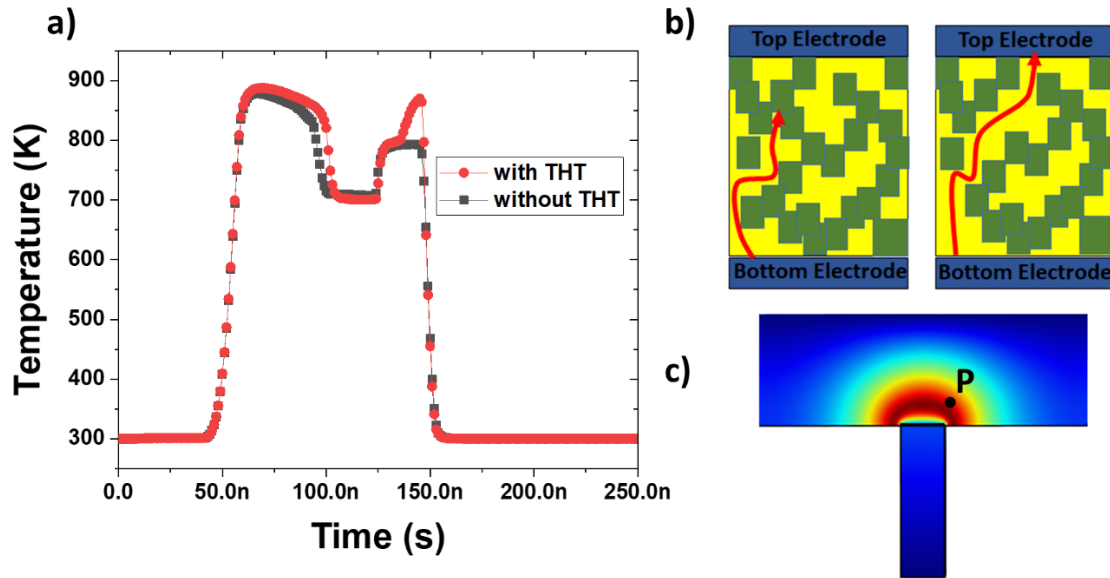 a)
Temperature (K)
900
800
700
600
500
400
300
with THT
without THT
0.0
50.0n
100.0n
150.0n
200.0n
250.0n
Time (s)
b)
Top Electrode
Top Electrode
Bottom Electrode
Bottom Electrode
c)
P